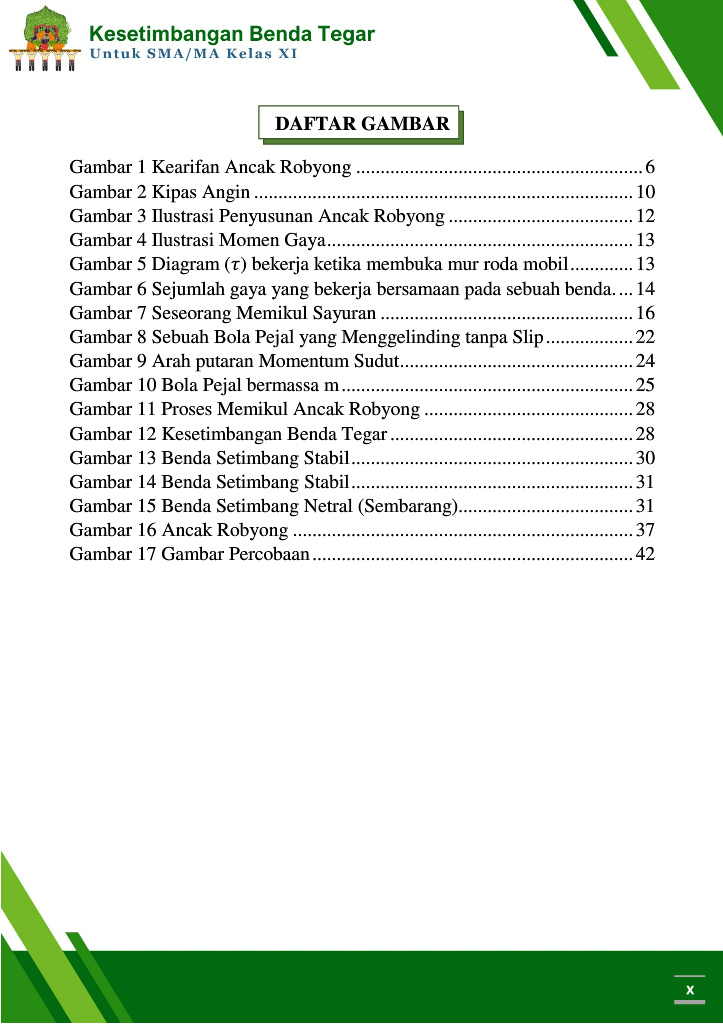 Kesetimbangan Benda Tegar
Untuk SMA/MA Kelas XI
DAFTAR GAMBAR
Gambar 1 Kearifan Ancak Robyong ........................................................... 6
Gambar 2 Kipas Angin .............................................................................. 10
Gambar 3 Ilustrasi Penyusunan Ancak Robyong ...................................... 12
Gambar 4 Ilustrasi Momen Gaya............................................................... 13
Gambar 5 Diagram (τ) bekerja ketika membuka mur roda mobil............. 13
Gambar 6 Sejumlah gaya yang bekerja bersamaan pada sebuah benda. ... 14
Gambar 7 Seseorang Memikul Sayuran .................................................... 16
Gambar 8 Sebuah Bola Pejal yang Menggelinding tanpa Slip.................. 22
Gambar 9 Arah putaran Momentum Sudut................................................ 24
Gambar 10 Bola Pejal bermassa m............................................................ 25
Gambar 11 Proses Memikul Ancak Robyong ........................................... 28
Gambar 12 Kesetimbangan Benda Tegar .................................................. 28
Gambar 13 Benda Setimbang Stabil.......................................................... 30
Gambar 14 Benda Setimbang Stabil.......................................................... 31
Gambar 15 Benda Setimbang Netral (Sembarang).................................... 31
Gambar 16 Ancak Robyong ...................................................................... 37
Gambar 17 Gambar Percobaan.................................................................. 42
x